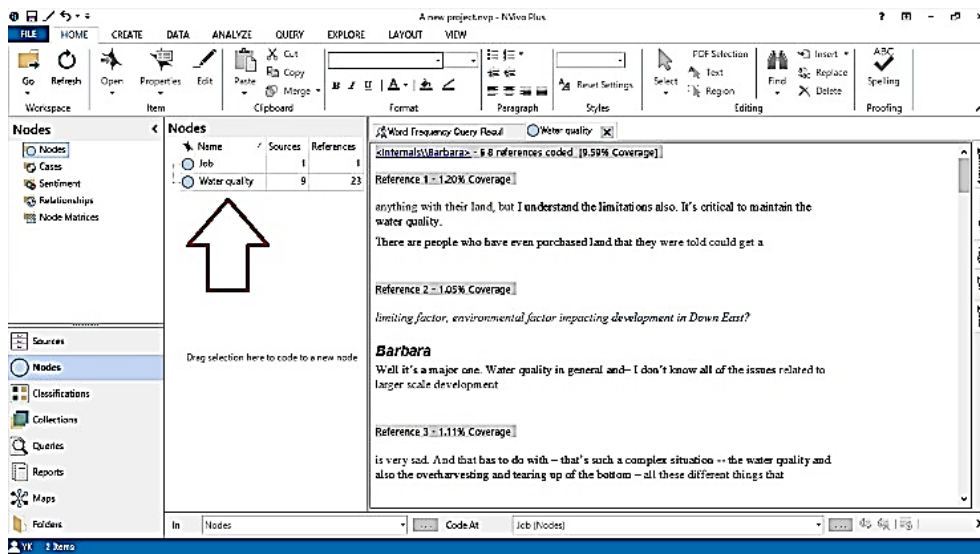 A new project.nvp - NVivo Plus
FILE HOME CREATE DATA ANALYZE QUERY EXPLORE LAYOUT VIEW
Go Refresh Open Properties Edit Paste Cut Copy Merge
B I U A
Reset Settings
Select PDF Selection Text Region Find Insert Replace Delete
ABC Spelling
Workspace Item Clipboard Format Paragraph Styles Editing Proofing
Nodes
Nodes
Cases
Sentiment
Relationships
Node Matrices
Sources
Nodes
Classifications
Collections
Queries
Reports
Maps
Folders
Nodes
Name Sources References
Job 1 1
Water quality 9 23
Drag selection here to code to a new node
Word Frequency Query Result Water quality
<Internals\\Barbara> - § 8 references coded [9.59% Coverage]
Reference 1 - 1.20% Coverage
anything with their land, but I understand the limitations also. It's critical to maintain the
water quality.
There are people who have even purchased land that they were told could get a
Reference 2 - 1.05% Coverage
limiting factor, environmental factor impacting development in Down East?
Barbara
Well it's a major one. Water quality in general and– I don't know all of the issues related to
larger scale development
Reference 3 - 1.11% Coverage
is very sad. And that has to do with – that's such a complex situation -- the water quality and
also the overharvesting and tearing up of the bottom – all these different things that
In Nodes ... Code At Job (Nodes) ...
YK 2 Items